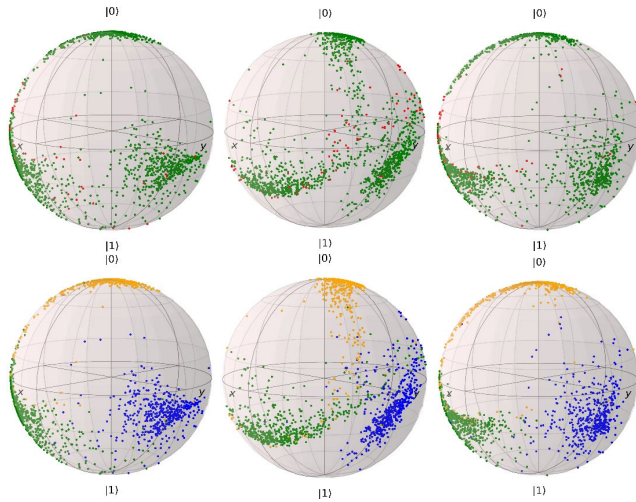 |0⟩ |0⟩ |0⟩
x y x y x y
|1⟩ |1⟩ |1⟩
|0⟩ |0⟩ |0⟩
x y x y x y
|1⟩ |1⟩ |1⟩